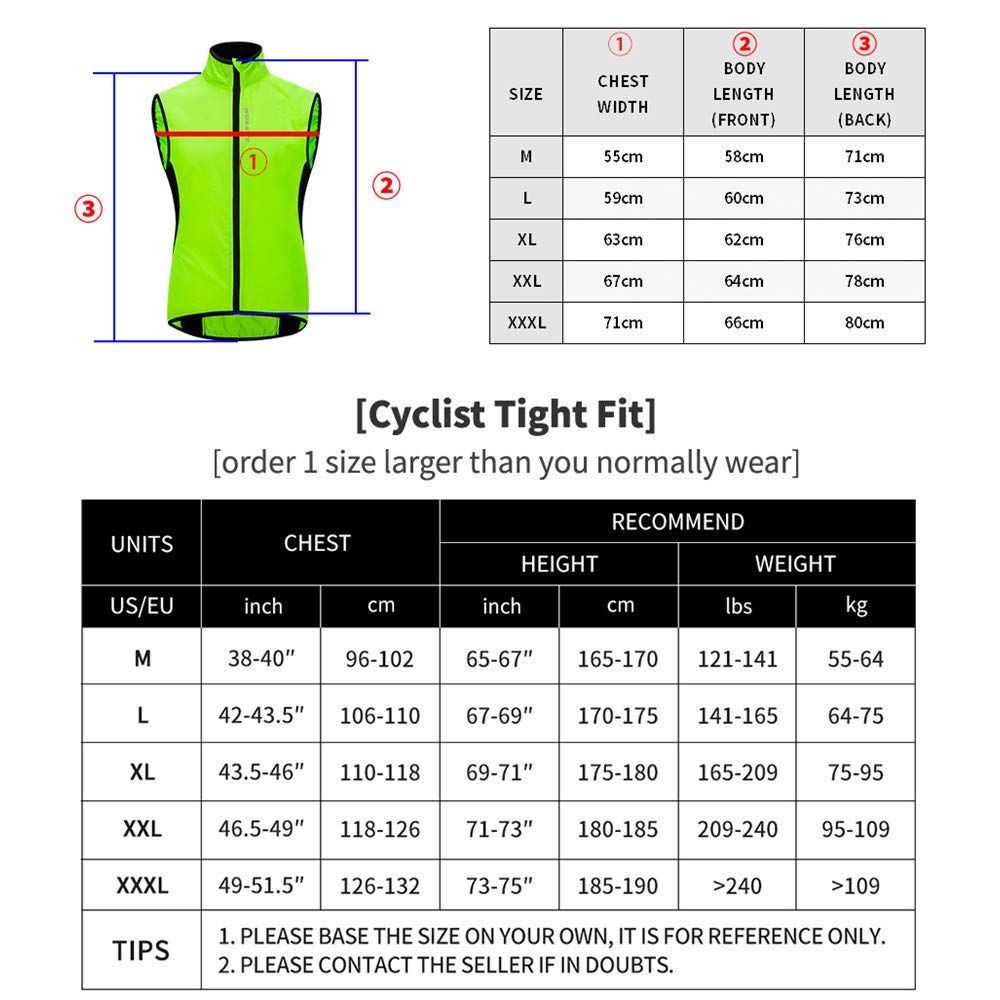 ①
②
③
SIZE ① CHEST WIDTH ② BODY LENGTH (FRONT) ③ BODY LENGTH (BACK)
M 55cm 58cm 71cm
L 59cm 60cm 73cm
XL 63cm 62cm 76cm
XXL 67cm 64cm 78cm
XXXL 71cm 66cm 80cm
[Cyclist Tight Fit]
[order 1 size larger than you normally wear]
UNITS CHEST RECOMMEND
HEIGHT WEIGHT
US/EU inch cm inch cm lbs kg
M 38-40" 96-102 65-67" 165-170 121-141 55-64
L 42-43.5" 106-110 67-69" 170-175 141-165 64-75
XL 43.5-46" 110-118 69-71" 175-180 165-209 75-95
XXL 46.5-49" 118-126 71-73" 180-185 209-240 95-109
XXXL 49-51.5" 126-132 73-75" 185-190 >240 >109
TIPS 1. PLEASE BASE THE SIZE ON YOUR OWN, IT IS FOR REFERENCE ONLY.
2. PLEASE CONTACT THE SELLER IF IN DOUBTS.